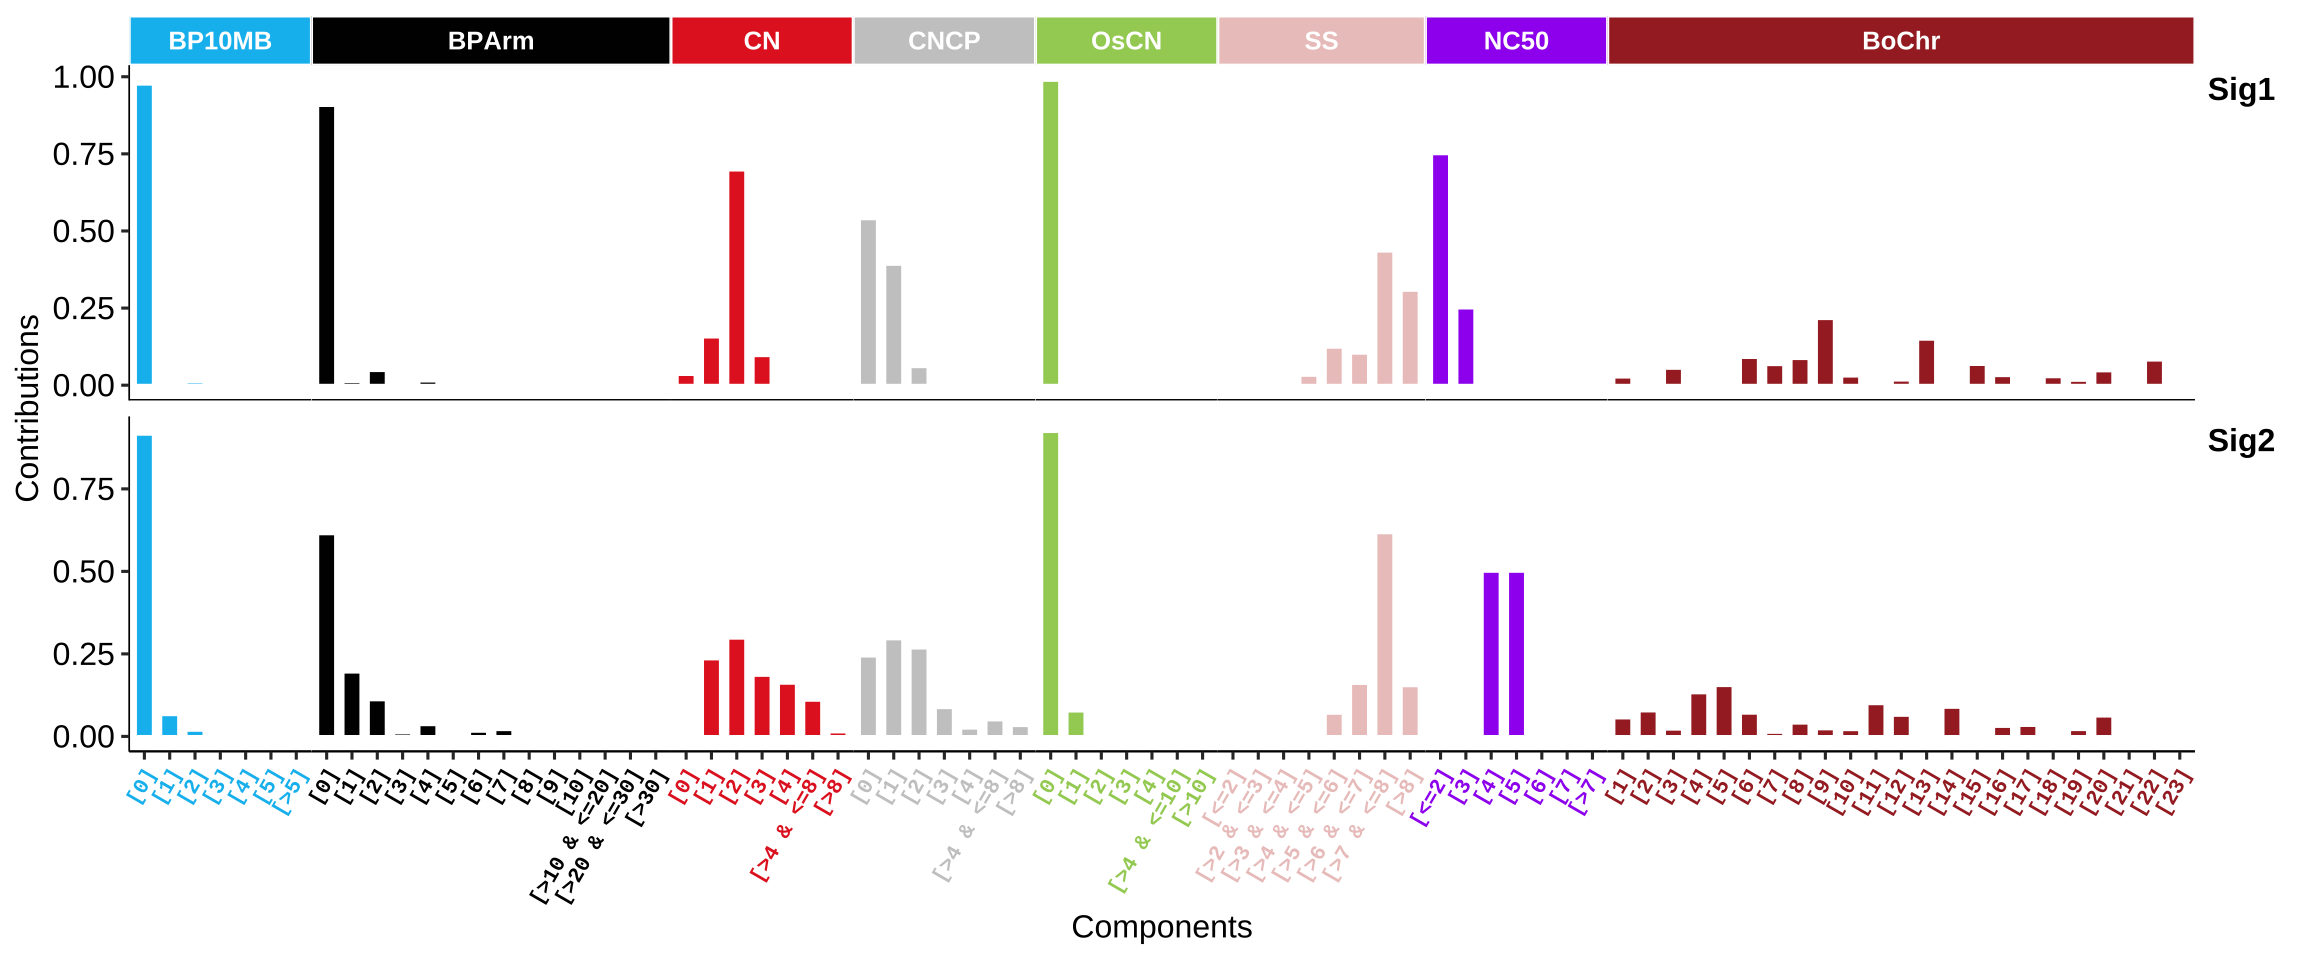 BP10MB BPArm CN CNCP OsCN SS NC50 BoChr
Sig1
1.00
0.75
0.50
0.25
0.00
Contributions
Sig2
0.75
0.50
0.25
0.00
[0] [1] [2] [3] [4] [5] [>5] [0] [1] [2] [3] [4] [5] [6] [7] [8] [9] [10] [>10 & <=20] [>20 & <=30] [>30] [0] [1] [2] [3] [4] [>4 & <=8] [>8] [0] [1] [2] [3] [4] [>4 & <=8] [>8] [0] [1] [2] [3] [4] [>4 & <=10] [>10] [<=2] [>2 & <=3] [>3 & <=4] [>4 & <=5] [>5 & <=6] [>6 & <=7] [>7 & <=8] [>8] [<=2] [3] [4] [5] [6] [7] [>7] [1] [2] [3] [4] [5] [6] [7] [8] [9] [10] [11] [12] [13] [14] [15] [16] [17] [18] [19] [20] [21] [22] [23]
Components